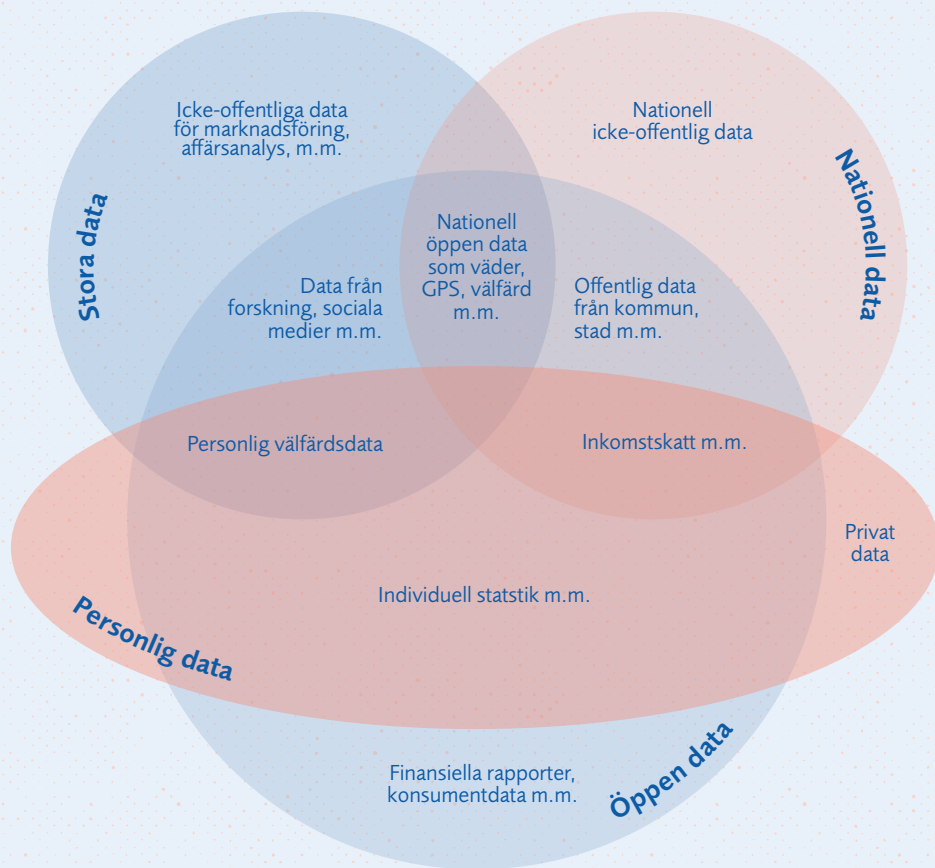 Icke-offentliga data
för marknadsföring,
affärsanalys, m.m.
Nationell
icke-offentlig data
Stora data
Nationell data
Nationell
öppen data
som väder,
GPS, välfärd
m.m.
Data från
forskning, sociala
medier m.m.
Offentlig data
från kommun,
stad m.m.
Personlig välfärdsdata
Inkomstskatt m.m.
Privat
data
Individuell statstik m.m.
Personlig data
Öppen data
Finansiella rapporter,
konsumentdata m.m.